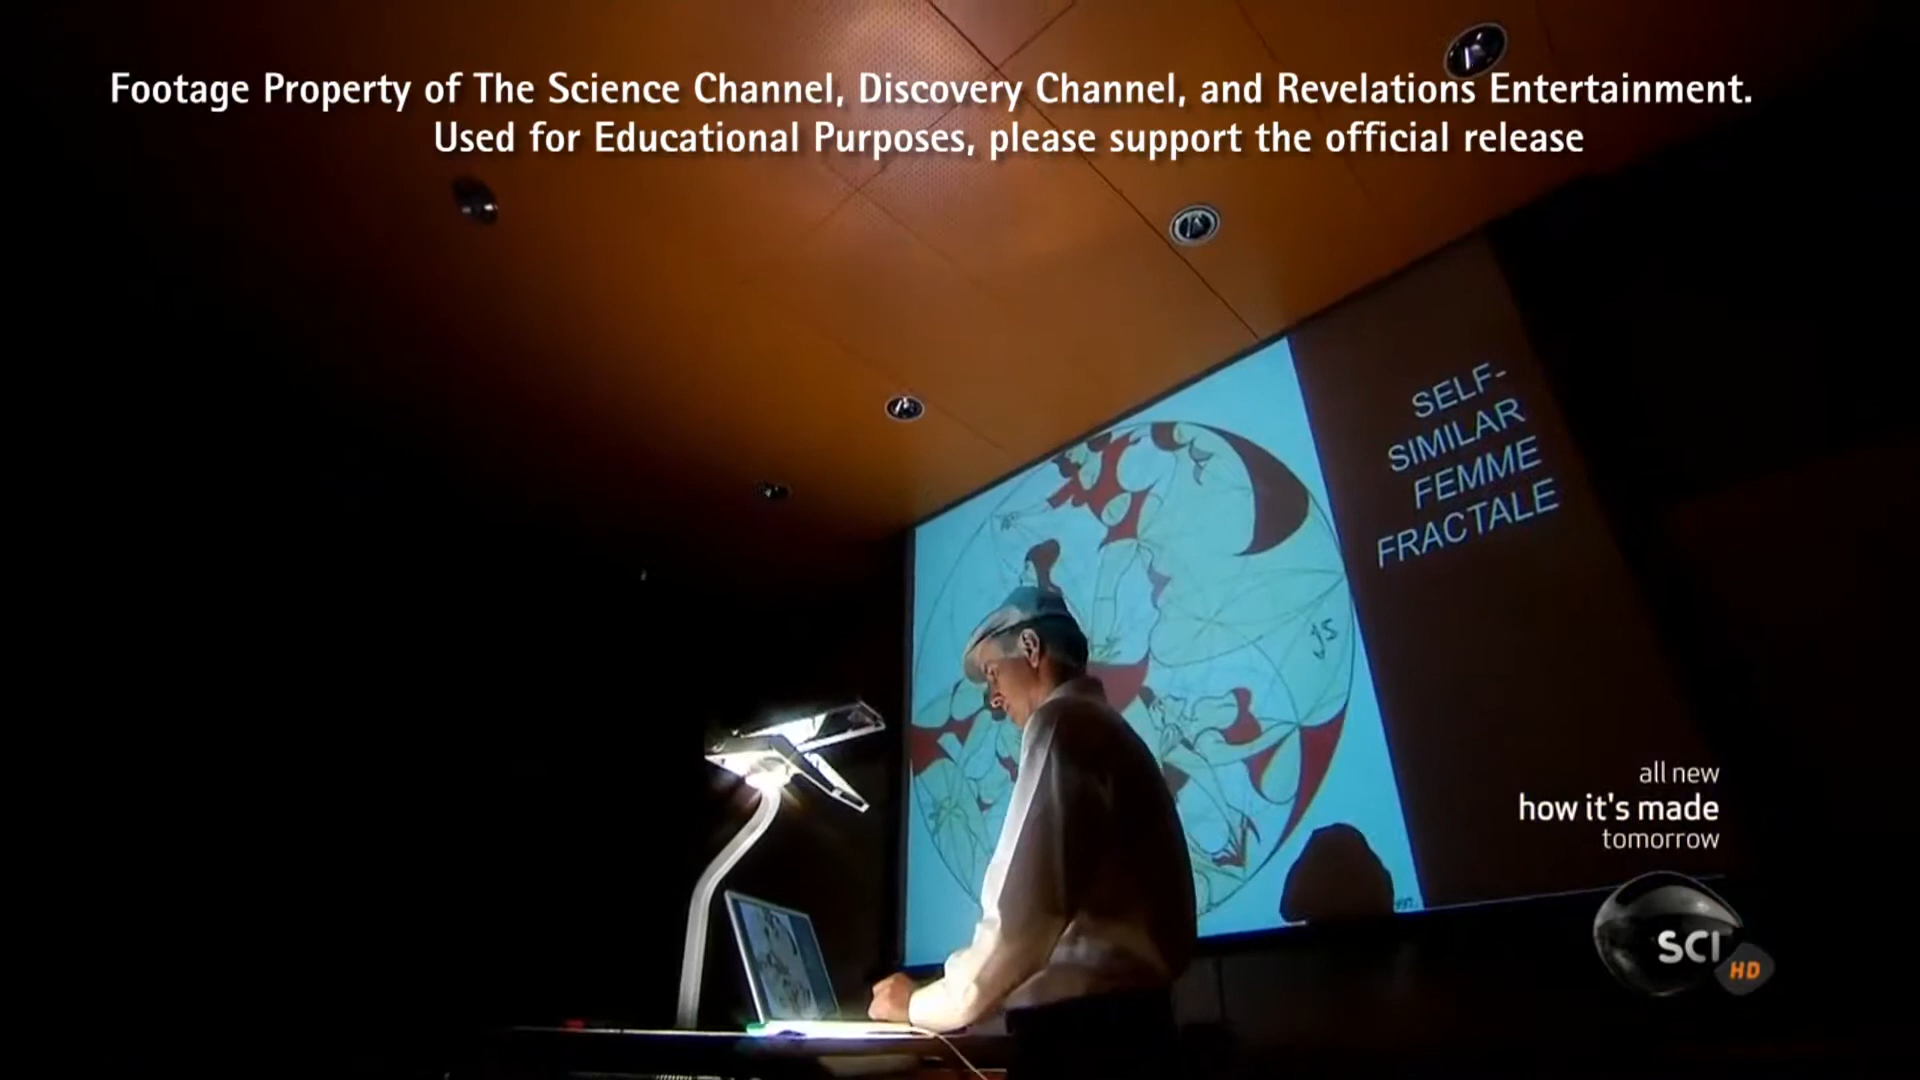 Footage Property of The Science Channel, Discovery Channel, and Revelations Entertainment.
Used for Educational Purposes, please support the official release
SELF-
SIMILAR
FEMME
FRACTALE
JS
all new
how it's made
tomorrow
SCI
HD